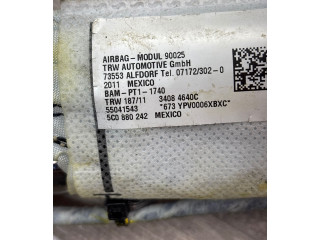 AIRBAG-MODUL 90025
TRW AUTOMOTIVE GmbH
73553 ALFDORF Tel. 07172/302-0
2011 MEXICO
BAM-PT1-1740
TRW 187/11 3408 4640C
55041543 *673 YPV0006XBXC*
5C0 880 242 MEXICO